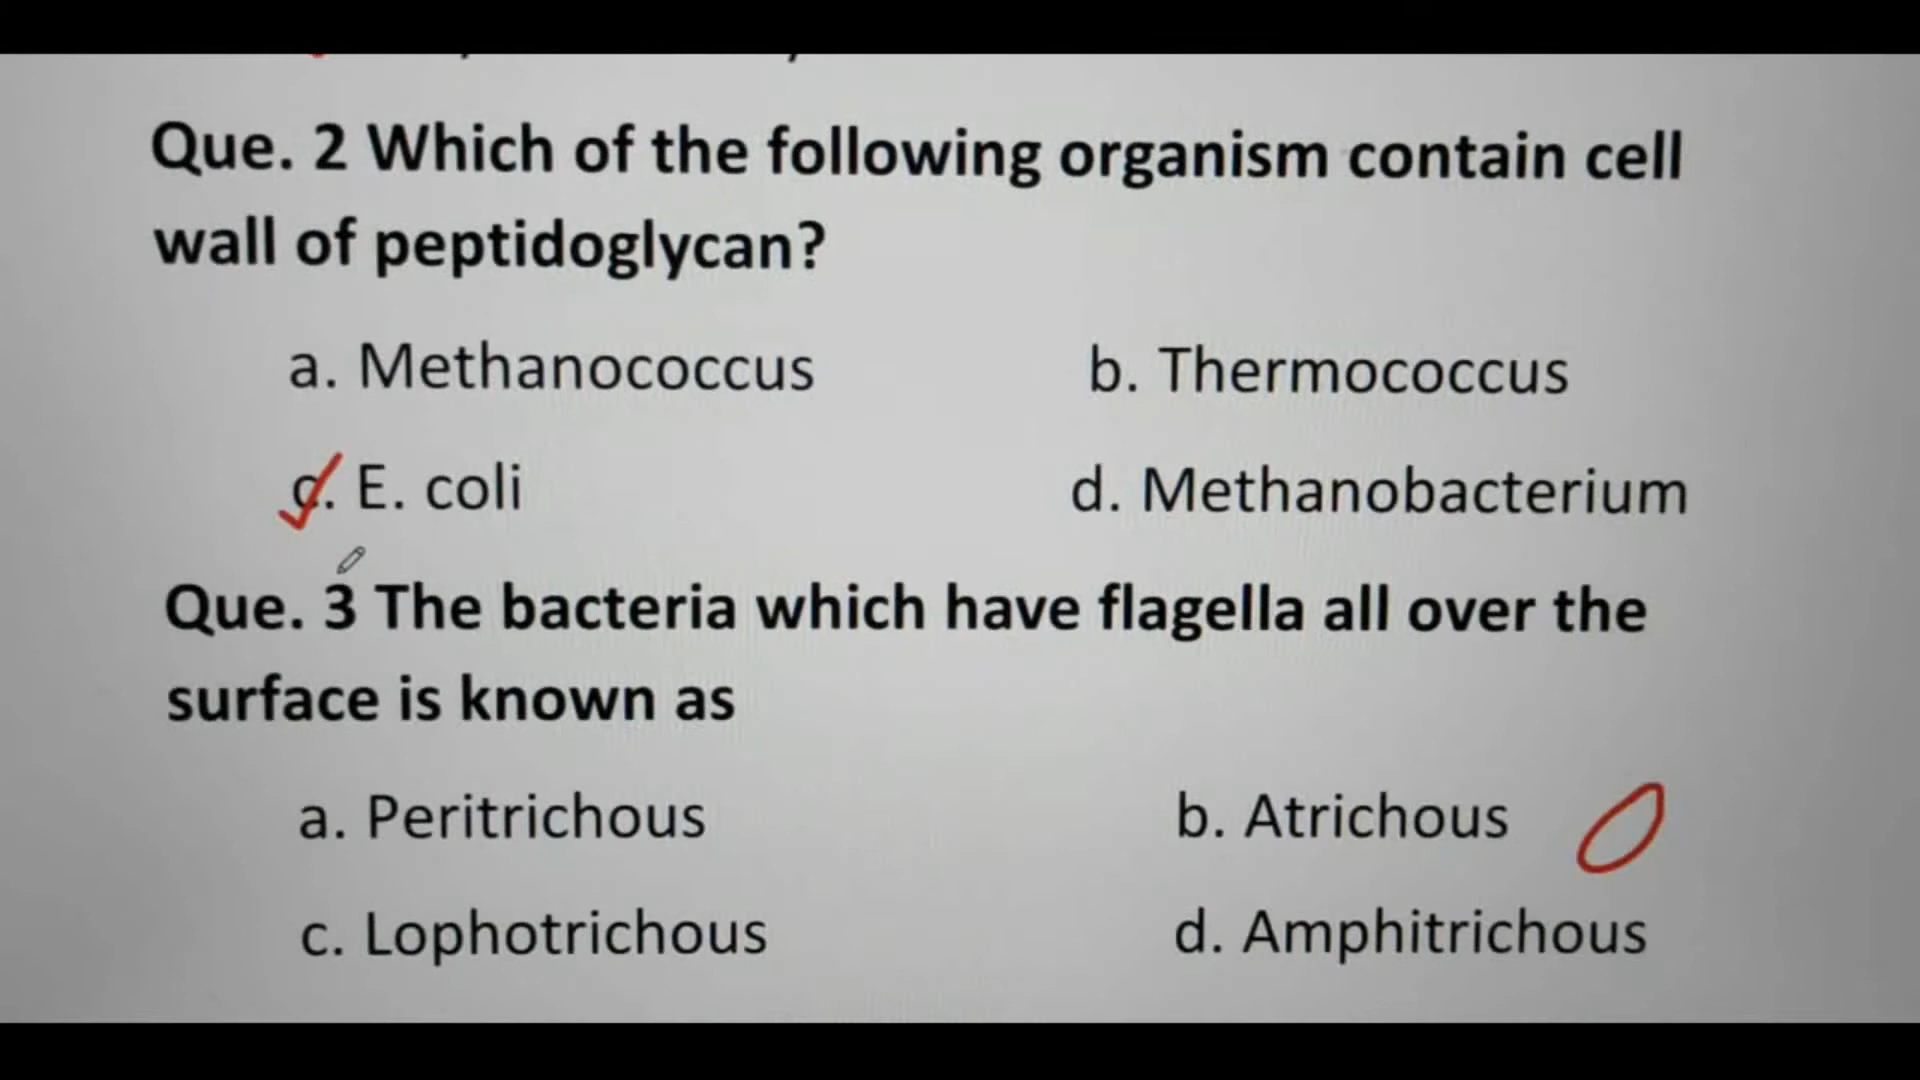 Que. 2 Which of the following organism contain cell
wall of peptidoglycan?
a. Methanococcus b. Thermococcus
c. E. coli d. Methanobacterium
Que. 3 The bacteria which have flagella all over the
surface is known as
a. Peritrichous b. Atrichous
c. Lophotrichous d. Amphitrichous